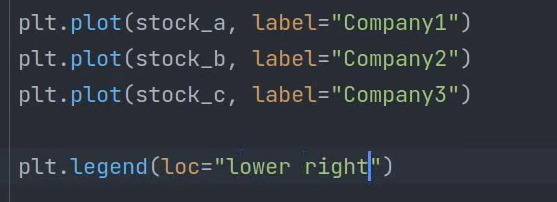 plt.plot(stock_a, label="Company1")
plt.plot(stock_b, label="Company2")
plt.plot(stock_c, label="Company3")
plt.legend(loc="lower right")